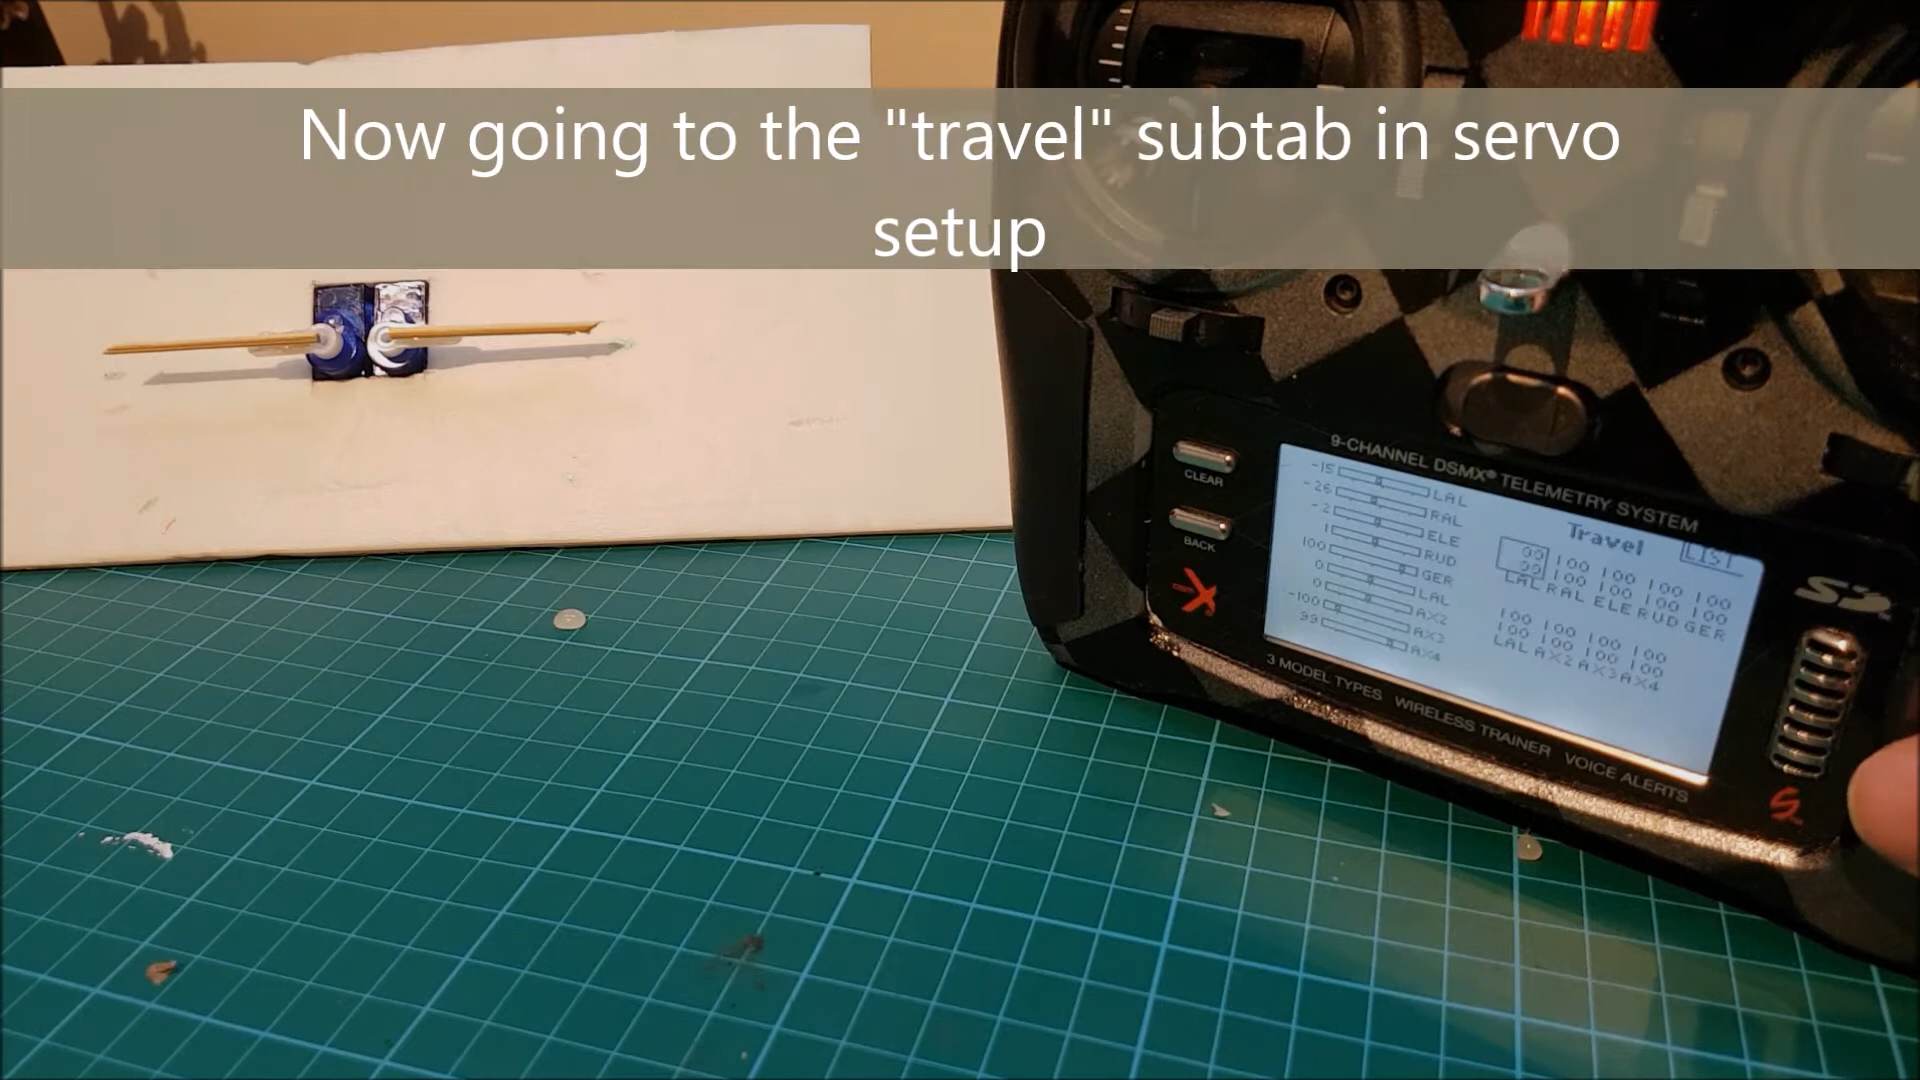 Now going to the "travel" subtab in servo
setup
9-CHANNEL DSMX® TELEMETRY SYSTEM
CLEAR
BACK
-15 LAL
-26 RAL
-2 ELE
1 RUD
100 GER
0 LAL
0 AX2
-100 AX3
99 AX4
Travel
LIST
100 100 100 100
100 100 100 100
LAL RAL ELE RUD GER
100 100 100 100
100 100 100 100
LAL AX2 AX3 AX4
SD
3 MODEL TYPES WIRELESS TRAINER VOICE ALERTS